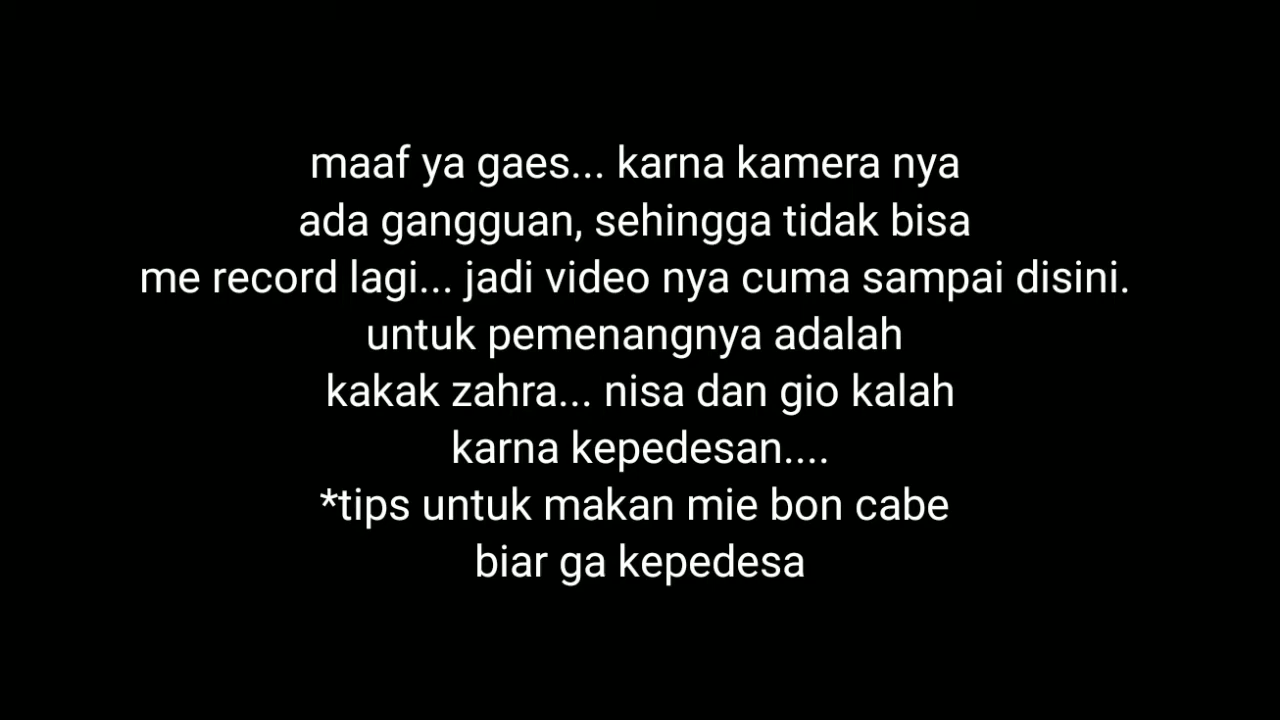 maaf ya gaes... karna kamera nya
ada gangguan, sehingga tidak bisa
me record lagi... jadi video nya cuma sampai disini.
untuk pemenangnya adalah
kakak zahra... nisa dan gio kalah
karna kepedesan....
*tips untuk makan mie bon cabe
biar ga kepedesa